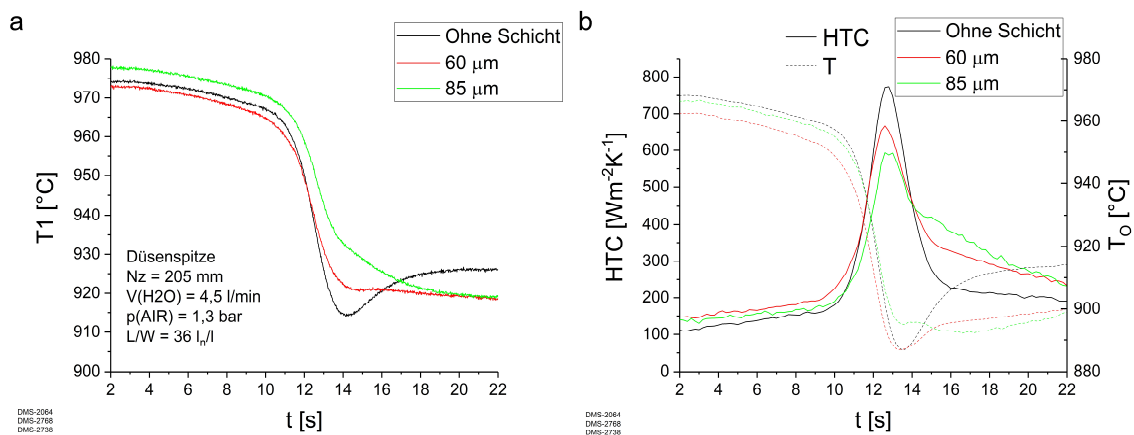 a
Ohne Schicht
60 μm
85 μm
980
970
960
950
940
930
920
910
900
T1 [°C]
Düsenspitze
Nz = 205 mm
V(H2O) = 4,5 l/min
p(AIR) = 1,3 bar
L/W = 36 lₙ/l
2 4 6 8 10 12 14 16 18 20 22
t [s]
DMS-2064
DMS-2768
DMS-2738
b
HTC
T
Ohne Schicht
60 μm
85 μm
800
700
600
500
400
300
200
100
0
HTC [Wm⁻²K⁻¹]
980
960
940
920
900
880
T_O [°C]
2 4 6 8 10 12 14 16 18 20 22
t [s]
DMS-2064
DMS-2768
DMS-2738